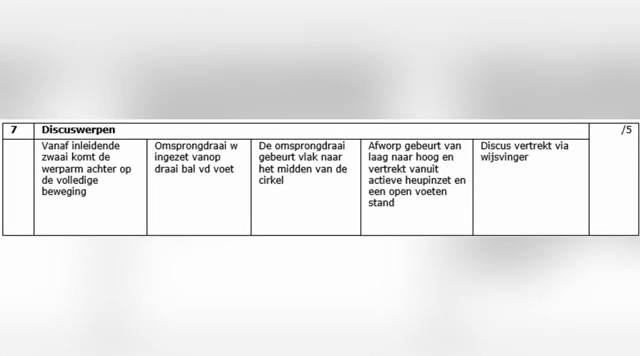 7 Discuswerpen /5
Vanaf inleidende
zwaai komt de
werparm achter op
de volledige
beweging
Omsprongdraai w
ingezet vanop
draai bal vd voet
De omsprongdraai
gebeurt vlak naar
het midden van de
cirkel
Afworp gebeurt van
laag naar hoog en
vertrekt vanuit
actieve heupinzet en
een open voeten
stand
Discus vertrekt via
wijsvinger